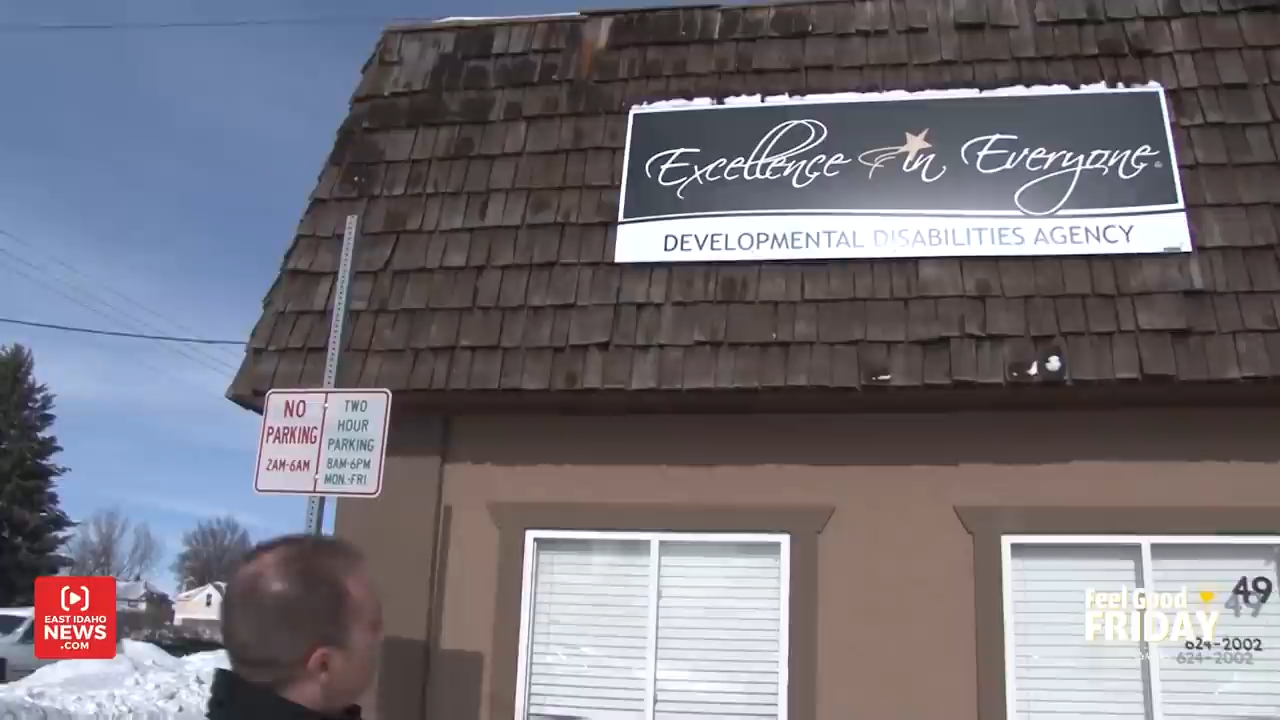 Excellence in Everyone
DEVELOPMENTAL DISABILITIES AGENCY
NO
PARKING
2AM-6AM
TWO
HOUR
PARKING
8AM-6PM
MON.-FRI.
EAST IDAHO
NEWS
.COM
Feel Good
FRIDAY
49
624-2002